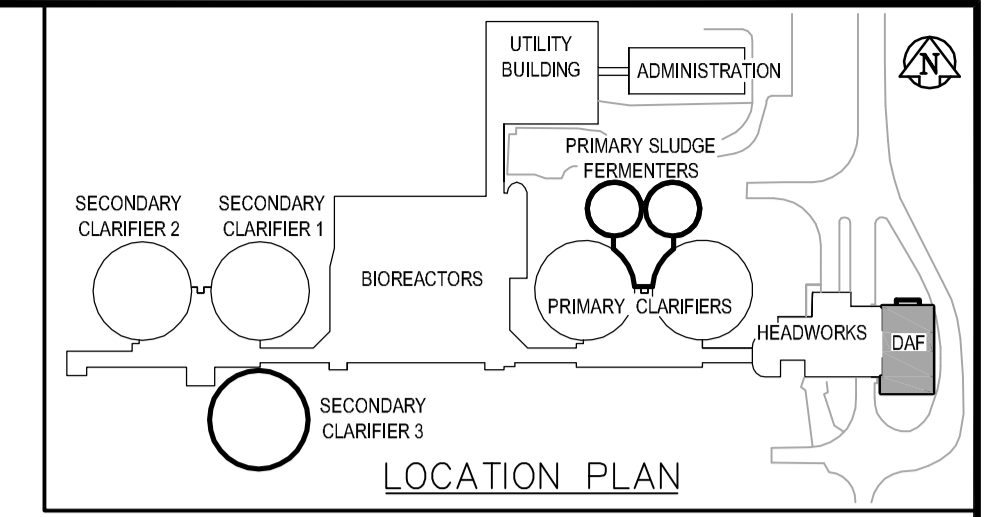 UTILITY
BUILDING
ADMINISTRATION
N
PRIMARY SLUDGE
FERMENTERS
SECONDARY
CLARIFIER 2
SECONDARY
CLARIFIER 1
BIOREACTORS
PRIMARY CLARIFIERS
HEADWORKS
DAF
SECONDARY
CLARIFIER 3
LOCATION PLAN